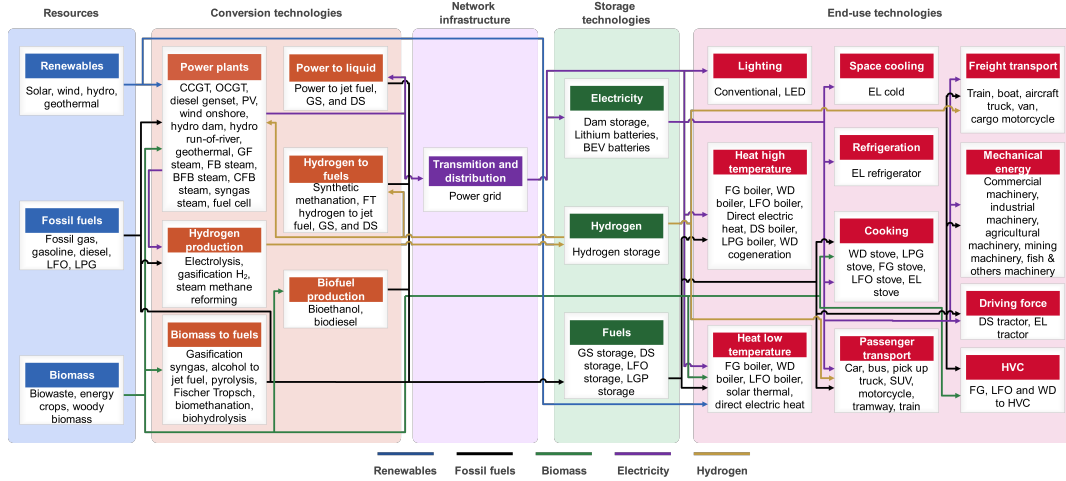 Resources
Conversion technologies
Network
infrastructure
Storage
technologies
End-use technologies
Renewables
Solar, wind, hydro,
geothermal
Fossil fuels
Fossil gas,
gasoline, diesel,
LFO, LPG
Biomass
Biowaste, energy
crops, woody
biomass
Power plants
CCGT, OCGT,
diesel genset, PV,
wind onshore,
hydro dam, hydro
run-of-river,
geothermal, GF
steam, FB steam,
BFB steam, CFB
steam, syngas
steam, fuel cell
Hydrogen
production
Electrolysis,
gasification H₂,
steam methane
reforming
Biomass to fuels
Gasification
syngas, alcohol to
jet fuel, pyrolysis,
Fischer Tropsch,
biomethanation,
biohydrolysis
Power to liquid
Power to jet fuel,
GS, and DS
Hydrogen to
fuels
Synthetic
methanation, FT
hydrogen to jet
fuel, GS, and DS
Biofuel
production
Bioethanol,
biodiesel
Transmition and
distribution
Power grid
Electricity
Dam storage,
Lithium batteries,
BEV batteries
Hydrogen
Hydrogen storage
Fuels
GS storage, DS
storage, LFO
storage, LGP
storage
Lighting
Conventional, LED
Heat high
temperature
FG boiler, WD
boiler, LFO boiler,
Direct electric
heat, DS boiler,
LPG boiler, WD
cogeneration
Heat low
temperature
FG boiler, WD
boiler, LFO boiler,
solar thermal,
direct electric heat
Space cooling
EL cold
Refrigeration
EL refrigerator
Cooking
WD stove, LPG
stove, FG stove,
LFO stove, EL
stove
Passenger
transport
Car, bus, pick up
truck, SUV,
motorcycle,
tramway, train
Freight transport
Train, boat, aircraft
truck, van,
cargo motorcycle
Mechanical
energy
Commercial
machinery,
industrial
machinery,
agricultural
machinery, mining
machinery, fish &
others machinery
Driving force
DS tractor, EL
tractor
HVC
FG, LFO and WD
to HVC
Renewables
Fossil fuels
Biomass
Electricity
Hydrogen